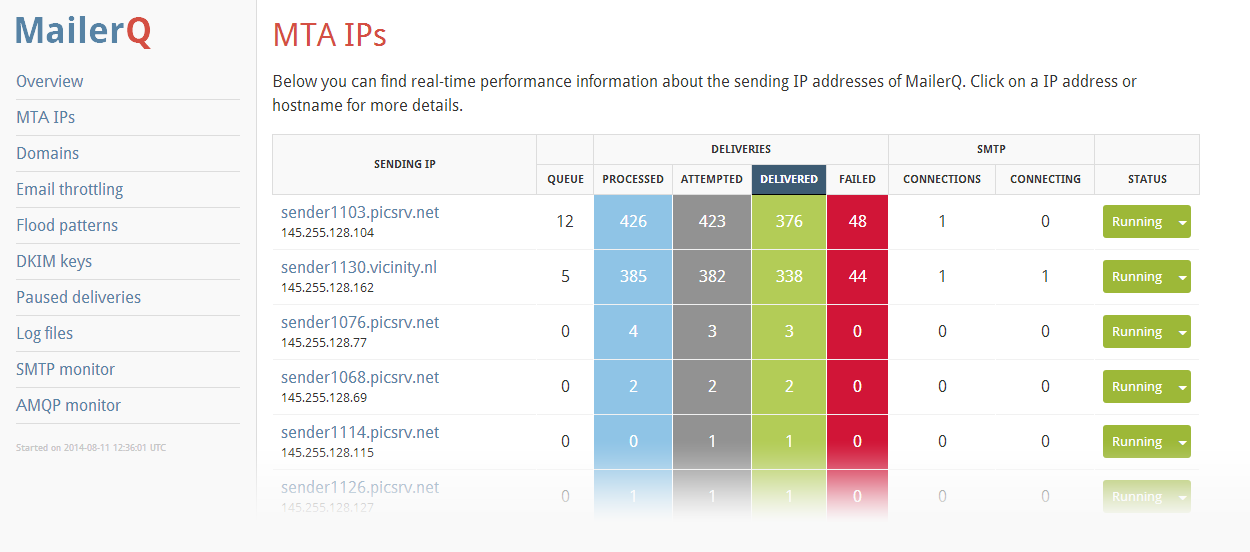 MailerQ
Overview
MTA IPs
Domains
Email throttling
Flood patterns
DKIM keys
Paused deliveries
Log files
SMTP monitor
AMQP monitor
Started on 2014-08-11 12:36:01 UTC
MTA IPs
Below you can find real-time performance information about the sending IP addresses of MailerQ. Click on a IP address or
hostname for more details.
SENDING IP DELIVERIES SMTP
QUEUE PROCESSED ATTEMPTED DELIVERED FAILED CONNECTIONS CONNECTING STATUS
sender1103.picsrv.net 12 426 423 376 48 1 0 Running
145.255.128.104
sender1130.vicinity.nl 5 385 382 338 44 1 1 Running
145.255.128.162
sender1076.picsrv.net 0 4 3 3 0 0 0 Running
145.255.128.77
sender1068.picsrv.net 0 2 2 2 0 0 0 Running
145.255.128.69
sender1114.picsrv.net 0 0 1 1 0 0 0 Running
145.255.128.115
sender1126.picsrv.net 0 1 1 1 0 0 0 Running
145.255.128.127